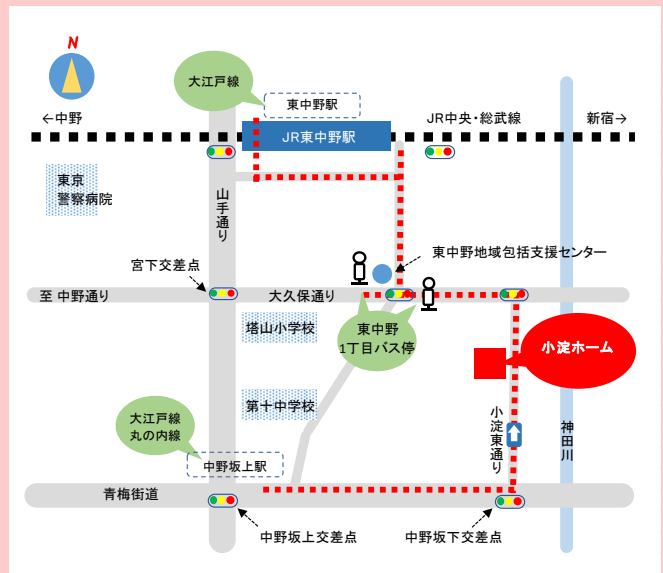 N
大江戸線
東中野駅
←中野
JR中央・総武線
新宿→
JR東中野駅
東京
警察病院
山手通り
宮下交差点
東中野地域包括支援センター
至 中野通り
大久保通り
塔山小学校
東中野
1丁目バス停
小淀ホーム
第十中学校
大江戸線
丸の内線
小淀東通り
神田川
中野坂上駅
青梅街道
中野坂上交差点
中野坂下交差点